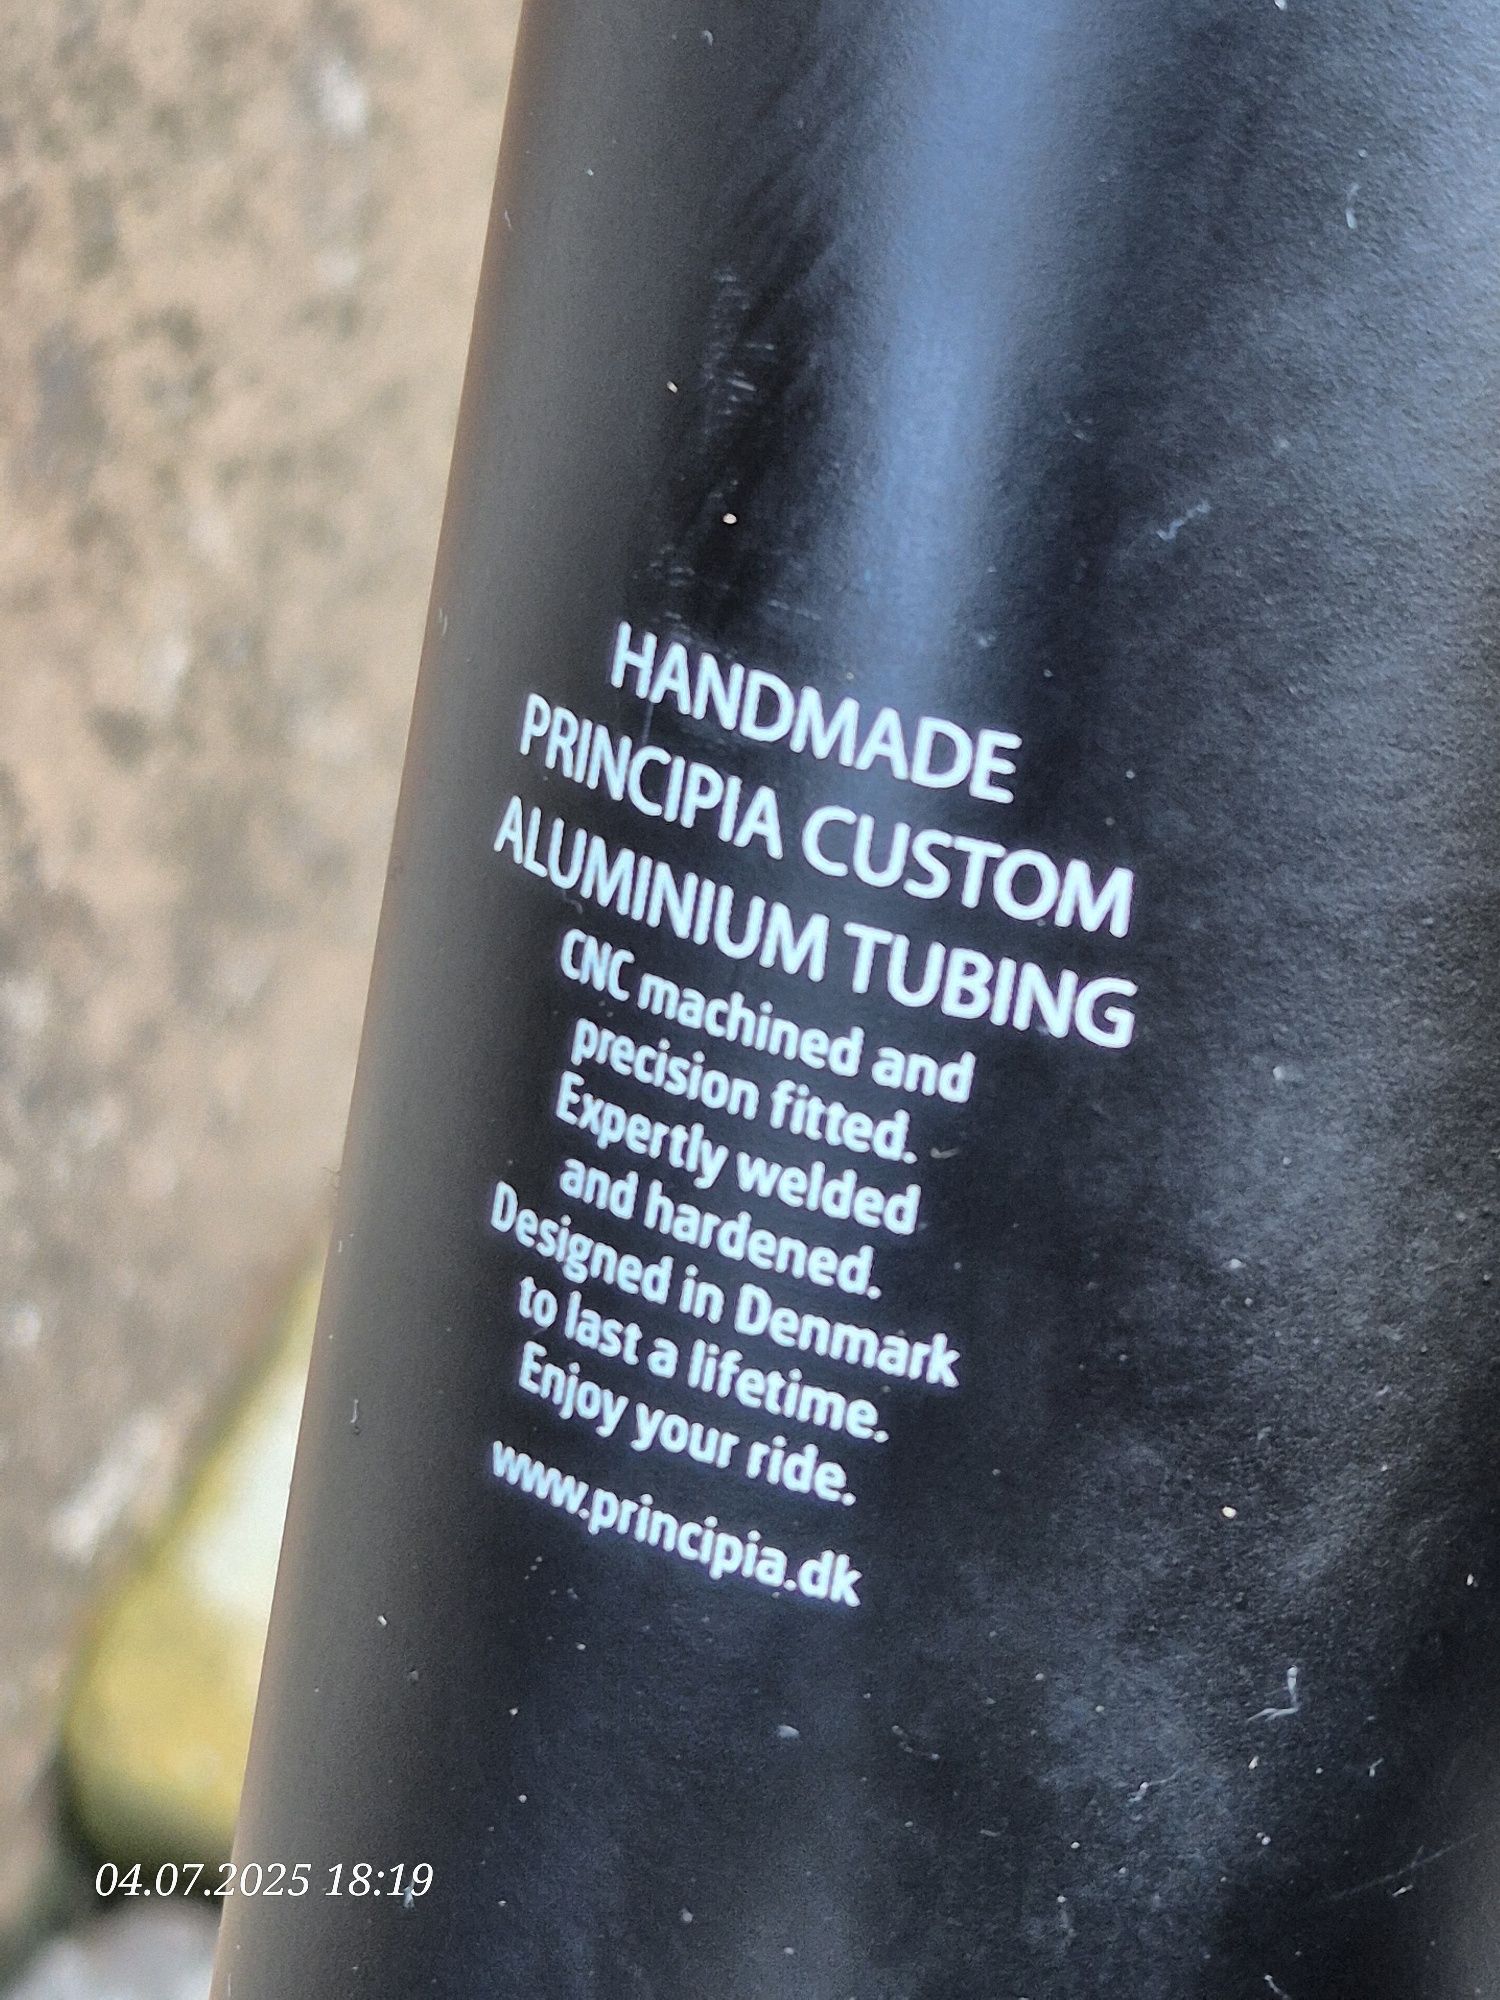 HANDMADE
PRINCIPIA CUSTOM
ALUMINIUM TUBING
CNC machined and
precision fitted.
Expertly welded
and hardened.
Designed in Denmark
to last a lifetime.
Enjoy your ride.
www.principia.dk
04.07.2025 18:19